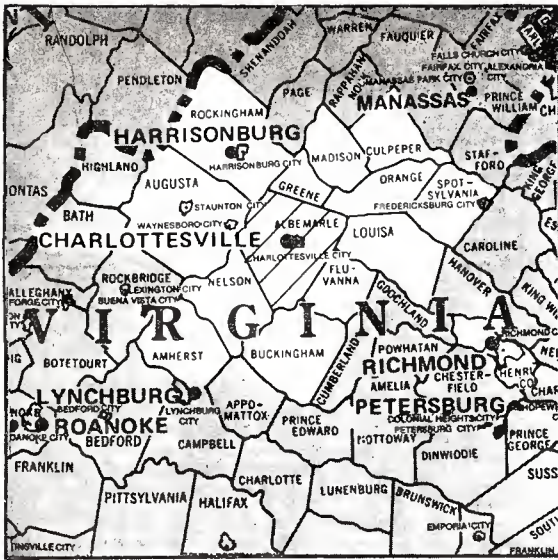 RANDOLPH
PENDLETON
SHENANDOAH
WARREN
FAUQUIER
FAIRFAX
FALLS CHURCH CITY
FAIRFAX CITY
ALEXANDRIA CITY
MANASSAS PARK CITY
MANASSAS
PRINCE WILLIAM
PAGE
ROCKINGHAM
HARRISONBURG
HARRISONBURG CITY
MADISON
CULPEPER
STAF-
FORD
KING GEORGE
HIGHLAND
AUGUSTA
GREENE
ORANGE
SPOT-
SYLVANIA
FREDERICKSBURG CITY
BATH
STAUNTON CITY
WAYNESBORO CITY
ALBEMARLE
CHARLOTTESVILLE
CHARLOTTESVILLE CITY
LOUISA
CAROLINE
HANOVER
ROCKBRIDGE
LEXINGTON CITY
BUENA VISTA CITY
NELSON
FLU-
VANNA
GOOCHLAND
VIRGINIA
BOTETOURT
AMHERST
BUCKINGHAM
CUMBERLAND
POWHATAN
RICHMOND
AMELIA
CHESTER-
FIELD
LYNCHBURG
LYNCHBURG CITY
BEDFORD CITY
ROANOKE
BEDFORD
APPO-
MATTOX
PRINCE EDWARD
PETERSBURG
COLONIAL HEIGHTS CITY
PETERSBURG CITY
PRINCE GEORGE
CAMPBELL
NOTTOWAY
DINWIDDIE
FRANKLIN
CHARLOTTE
PITTSYLVANIA
HALIFAX
LUNENBURG
BRUNSWICK
EMPORIA CITY